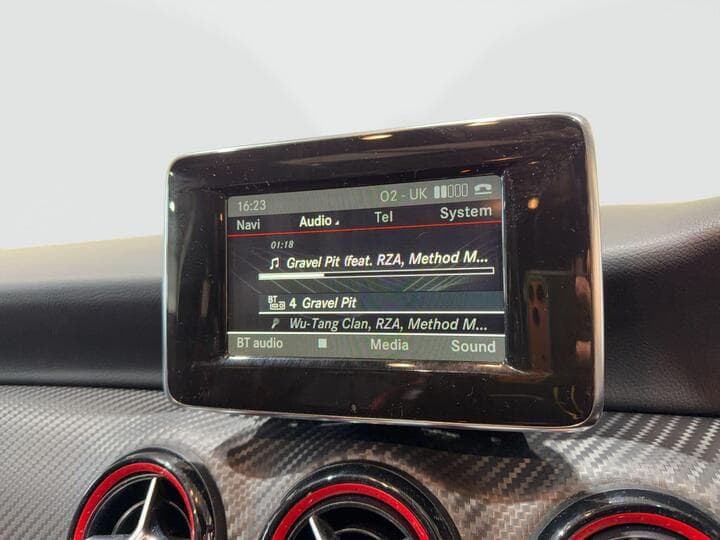 16:23 O2 - UK
Navi Audio Tel System
01:18
Gravel Pit (feat. RZA, Method M...
BT 4 Gravel Pit
Wu-Tang Clan, RZA, Method M...
BT audio Media Sound